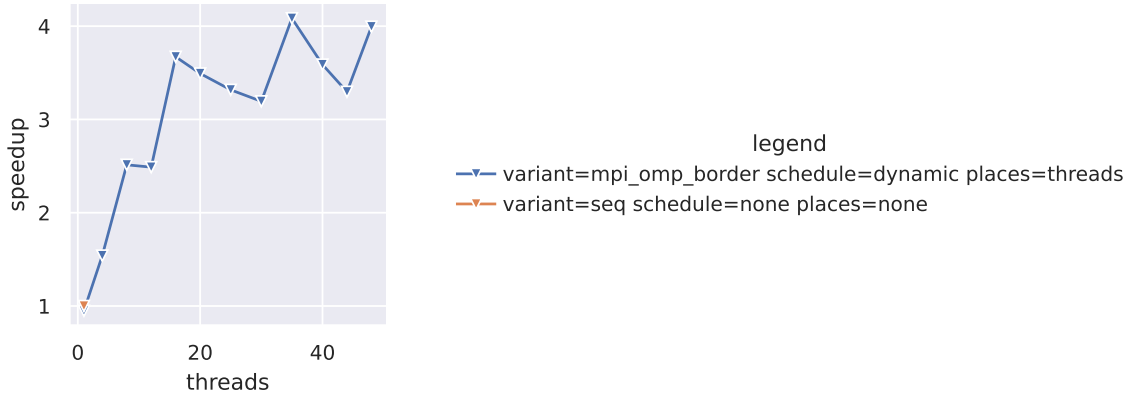 4
3
2
1
speedup
0 20 40
threads
legend
variant=mpi_omp_border schedule=dynamic places=threads
variant=seq schedule=none places=none